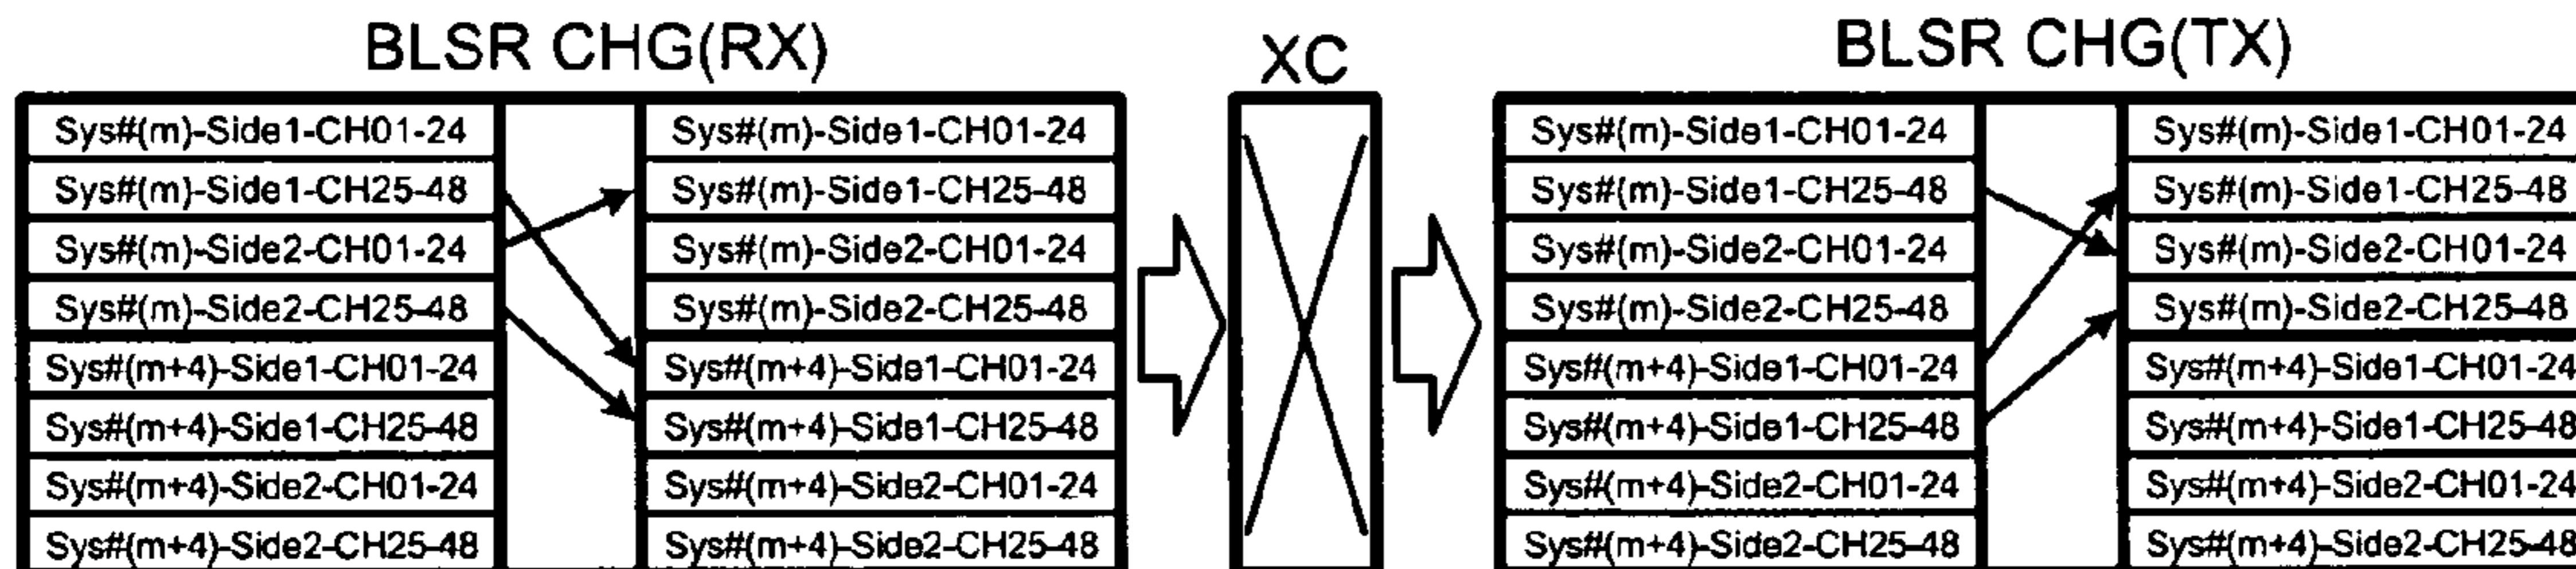 BLSR CHG(RX)
XC
BLSR CHG(TX)
Sys#(m)-Side1-CH01-24
Sys#(m)-Side1-CH25-48
Sys#(m)-Side2-CH01-24
Sys#(m)-Side2-CH25-48
Sys#(m+4)-Side1-CH01-24
Sys#(m+4)-Side1-CH25-48
Sys#(m+4)-Side2-CH01-24
Sys#(m+4)-Side2-CH25-48
Sys#(m)-Side1-CH01-24
Sys#(m)-Side1-CH25-48
Sys#(m)-Side2-CH01-24
Sys#(m)-Side2-CH25-48
Sys#(m+4)-Side1-CH01-24
Sys#(m+4)-Side1-CH25-48
Sys#(m+4)-Side2-CH01-24
Sys#(m+4)-Side2-CH25-48
Sys#(m)-Side1-CH01-24
Sys#(m)-Side1-CH25-48
Sys#(m)-Side2-CH01-24
Sys#(m)-Side2-CH25-48
Sys#(m+4)-Side1-CH01-24
Sys#(m+4)-Side1-CH25-48
Sys#(m+4)-Side2-CH01-24
Sys#(m+4)-Side2-CH25-48
Sys#(m)-Side1-CH01-24
Sys#(m)-Side1-CH25-48
Sys#(m)-Side2-CH01-24
Sys#(m)-Side2-CH25-48
Sys#(m+4)-Side1-CH01-24
Sys#(m+4)-Side1-CH25-48
Sys#(m+4)-Side2-CH01-24
Sys#(m+4)-Side2-CH25-48